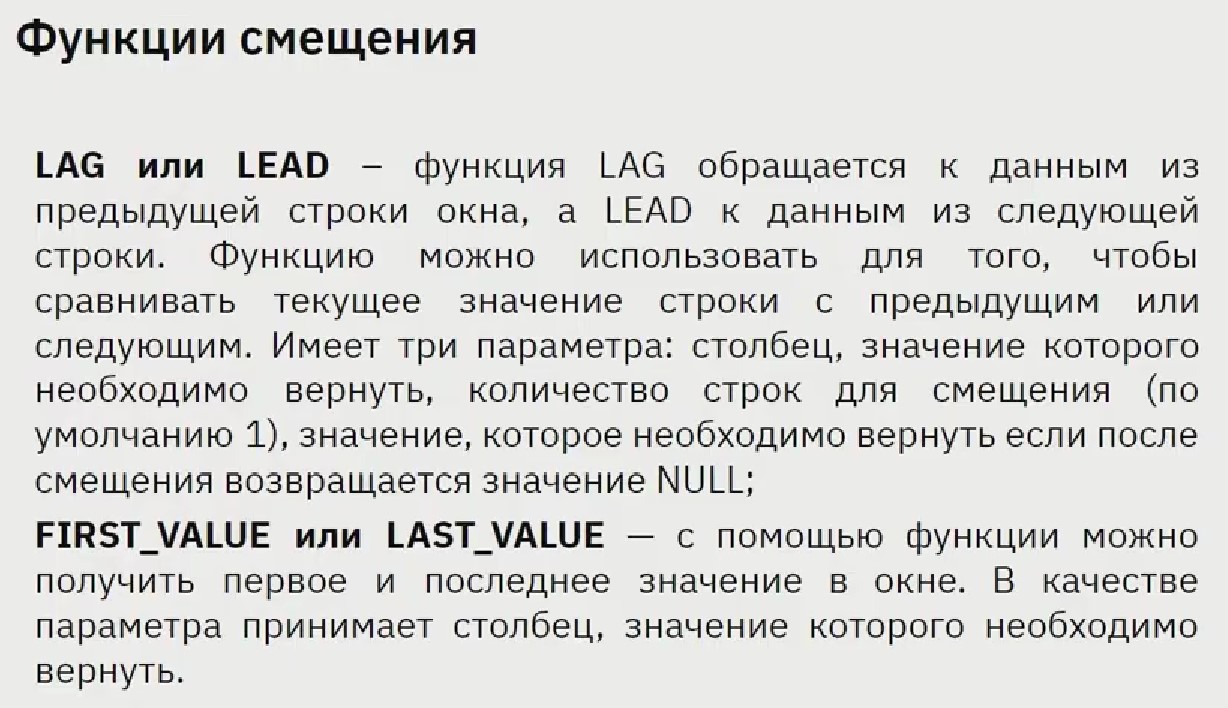 Функции смещения
LAG или LEAD – функция LAG обращается к данным из
предыдущей строки окна, а LEAD к данным из следующей
строки. Функцию можно использовать для того, чтобы
сравнивать текущее значение строки с предыдущим или
следующим. Имеет три параметра: столбец, значение которого
необходимо вернуть, количество строк для смещения (по
умолчанию 1), значение, которое необходимо вернуть если после
смещения возвращается значение NULL;
FIRST_VALUE или LAST_VALUE — с помощью функции можно
получить первое и последнее значение в окне. В качестве
параметра принимает столбец, значение которого необходимо
вернуть.